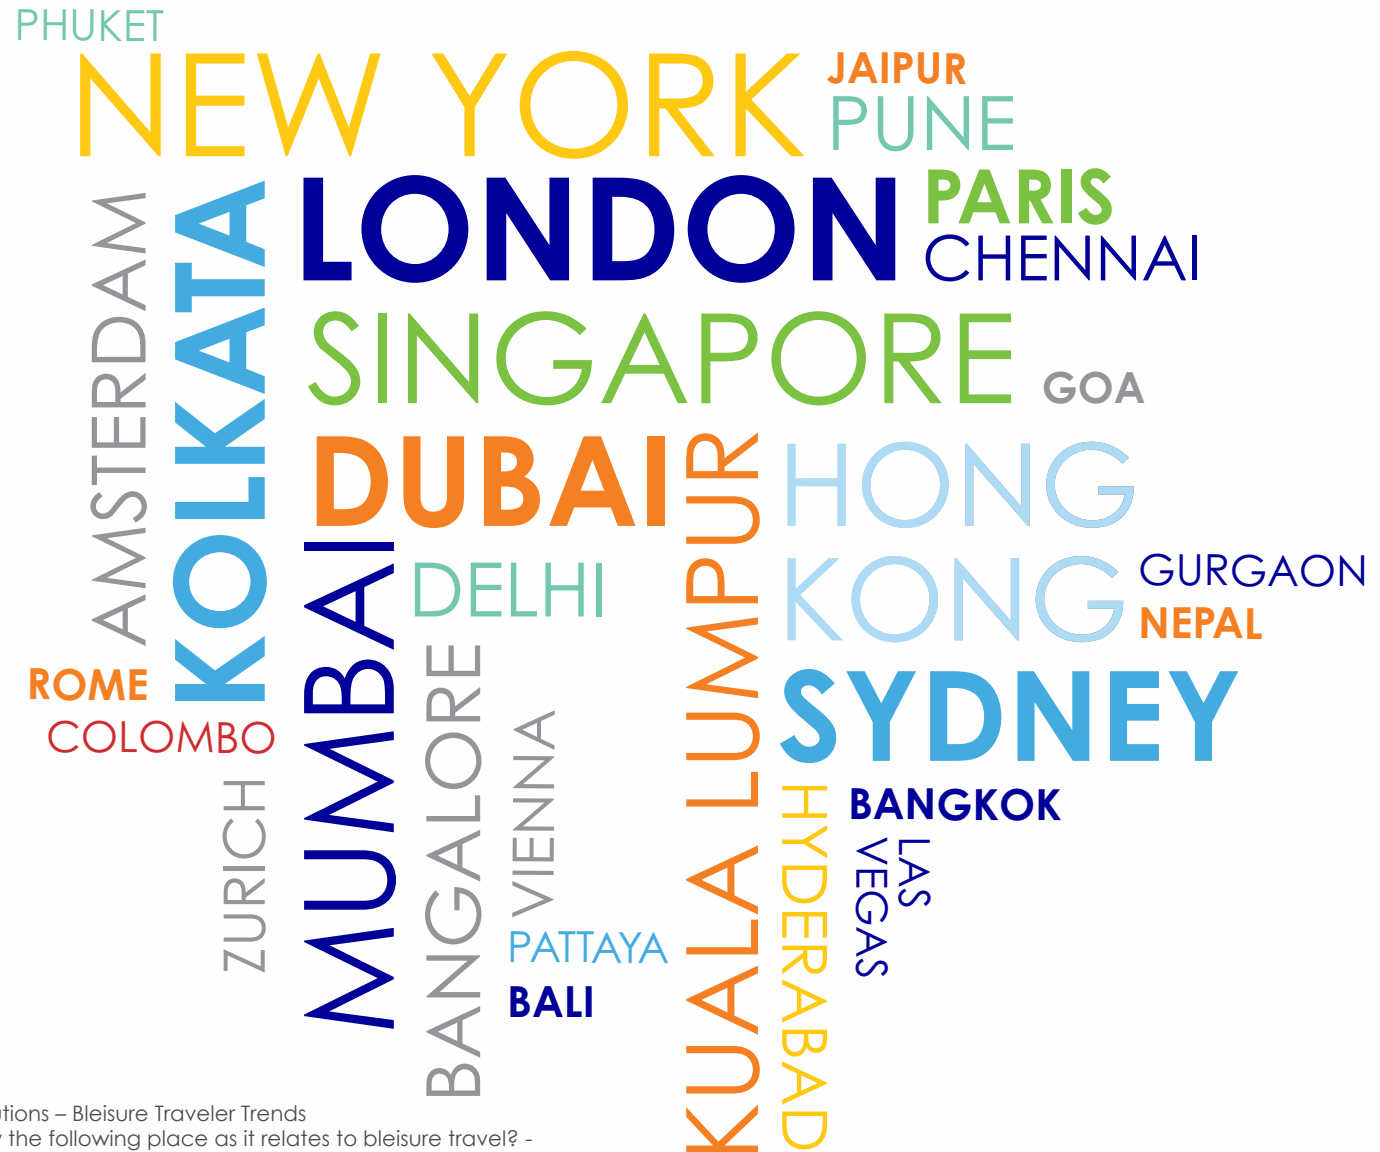 PHUKET
NEW YORK
JAIPUR
PUNE
AMSTERDAM
KOLKATA
LONDON
PARIS
CHENNAI
SINGAPORE
GOA
DUBAI
KUALA LUMPUR
HONG
KONG
GURGAON
NEPAL
MUMBAI
DELHI
ROME
COLOMBO
BANGALORE
SYDNEY
ZURICH
VIENNA
HYDERABAD
BANGKOK
LAS
VEGAS
PATTAYA
BALI
– Bleisure Traveler Trends
the following place as it relates to bleisure travel? -